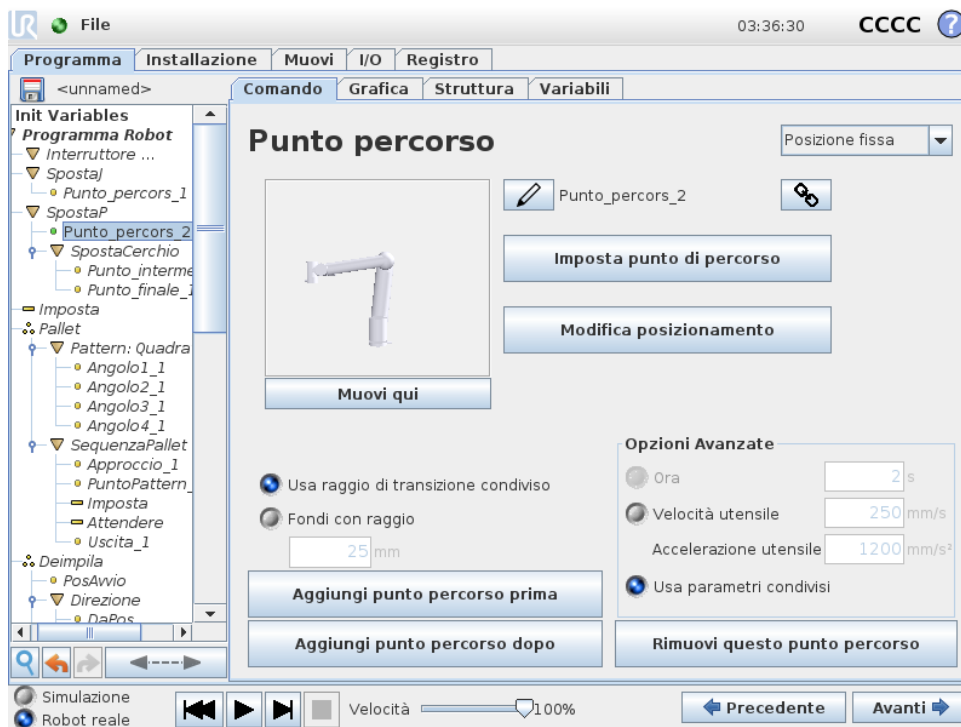 UR File 03:36:30 CCCC ?
Programma Installazione Muovi I/O Registro
<unnamed> Comando Grafica Struttura Variabili
Init Variables
Programma Robot
Interruttore ...
SpostaJ
Punto_percors_1
SpostaP
Punto_percors_2
SpostaCerchio
Punto_interme
Punto_finale_1
Imposta
Pallet
Pattern: Quadra
Angolo1_1
Angolo2_1
Angolo3_1
Angolo4_1
SequenzaPallet
Approccio_1
PuntoPattern_
Imposta
Attendere
Uscita_1
Deimpila
PosAvvio
Direzione
DaPos
Punto percorso
Posizione fissa
Punto_percors_2
Imposta punto di percorso
Modifica posizionamento
Muovi qui
Usa raggio di transizione condiviso
Fondi con raggio
25 mm
Opzioni Avanzate
Ora 2 s
Velocità utensile 250 mm/s
Accelerazione utensile 1200 mm/s²
Usa parametri condivisi
Aggiungi punto percorso prima
Aggiungi punto percorso dopo
Rimuovi questo punto percorso
Simulazione
Robot reale
Velocità 100%
Precedente
Avanti